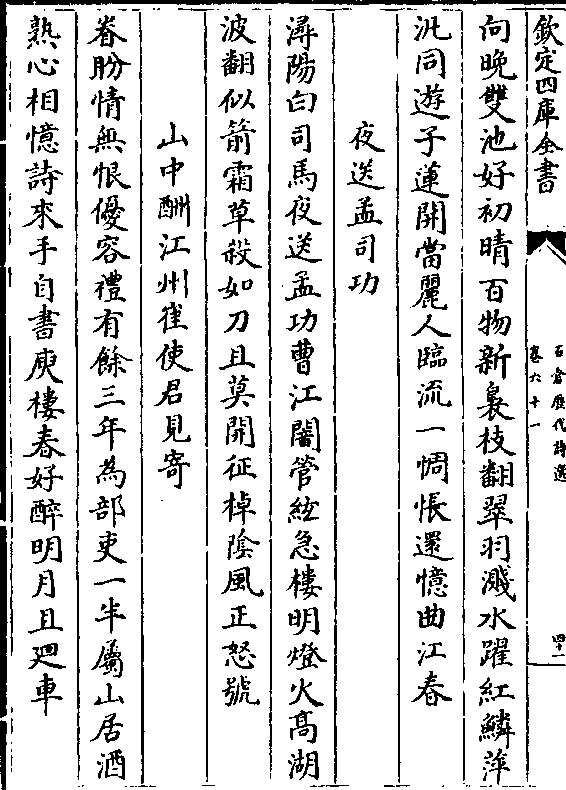 欽定四庫全書
石倉歷代詩選
卷六十一
四十一
向晚雙池好初晴百物新裊枝翻翠羽濺水躍紅鱗萍
汎同遊子蓮開當麗人臨流一惆悵還憶曲江春
夜送孟司功
潯陽白司馬夜送孟功曹江闇管絃急樓明燈火髙湖
波翻似箭霜草殺如刀且莫開征棹陰風正怒號
山中酬江州崔使君見寄
眷肦情無恨優容禮有餘三年為部吏一半屬山居酒
熟心相憶詩來手自書庾樓春好醉明月且廻車